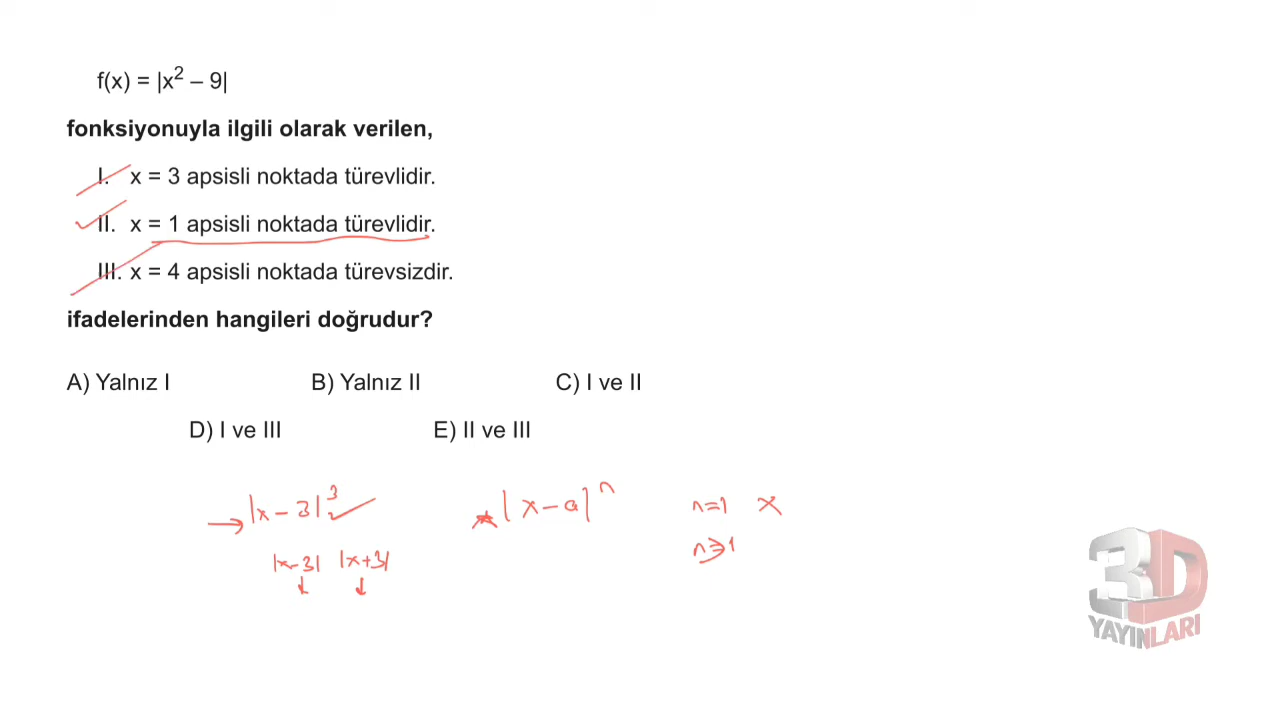 f(x) = |x² – 9|
fonksiyonuyla ilgili olarak verilen,
I. x = 3 apsisli noktada türevlidir.
II. x = 1 apsisli noktada türevlidir.
III. x = 4 apsisli noktada türevsizdir.
ifadelerinden hangileri doğrudur?
A) Yalnız I B) Yalnız II C) I ve II
D) I ve III E) II ve III
|x – 3|³ |x – a|ⁿ n=1 x
|x–3| |x+3| n>1
3D
YAYINLARI